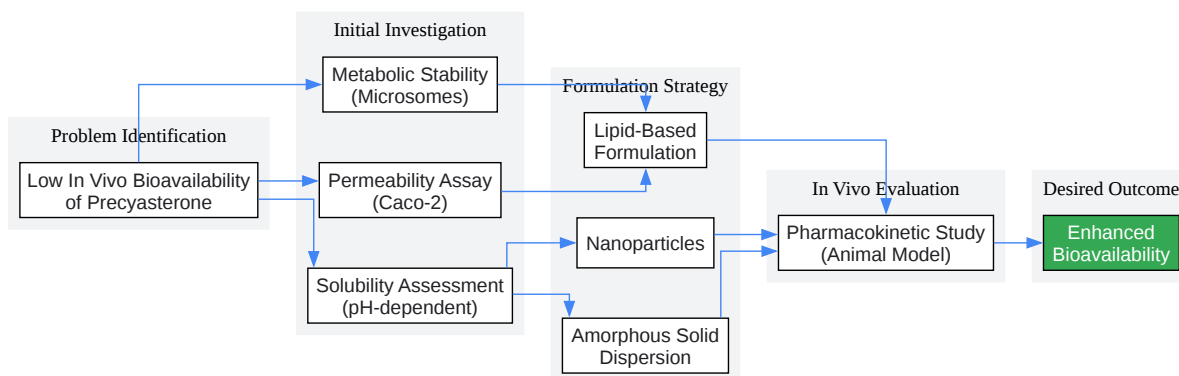 Problem Identification
Low In Vivo Bioavailability
of Precyasterone
Initial Investigation
Metabolic Stability
(Microsomes)
Permeability Assay
(Caco-2)
Solubility Assessment
(pH-dependent)
Formulation Strategy
Lipid-Based
Formulation
Nanoparticles
Amorphous Solid
Dispersion
In Vivo Evaluation
Pharmacokinetic Study
(Animal Model)
Desired Outcome
Enhanced
Bioavailability